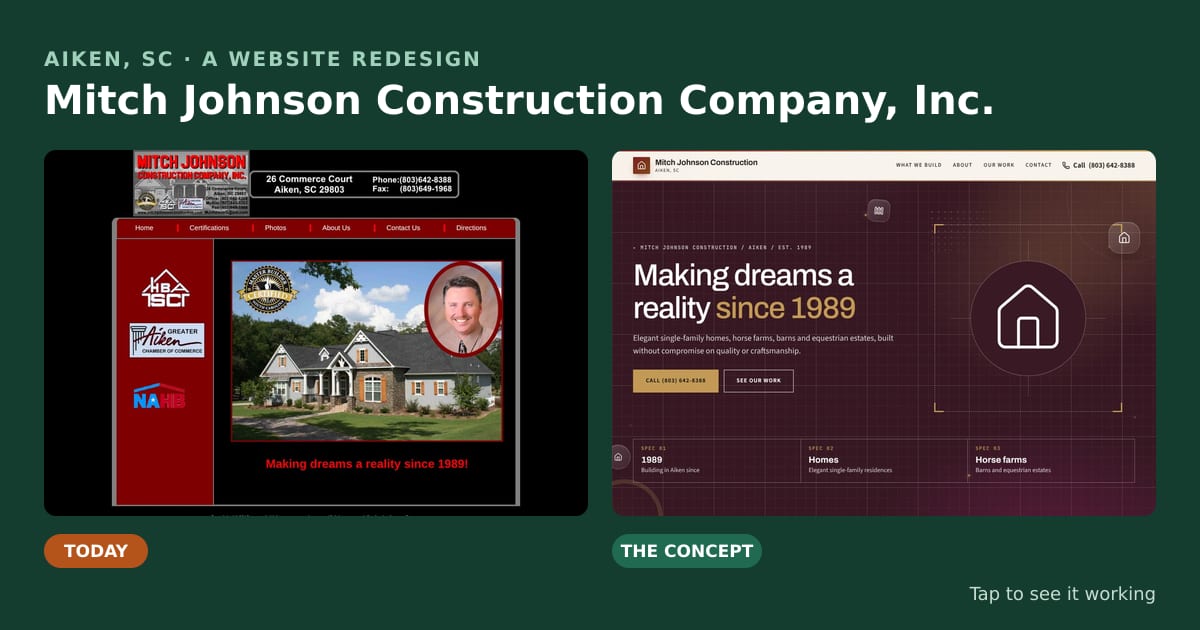 AIKEN, SC · A WEBSITE REDESIGN
Mitch Johnson Construction Company, Inc.
MITCH JOHNSON
CONSTRUCTION COMPANY, INC.
26 Commerce Court
Aiken, SC 29803
Phone:(803)642-8388
Fax: (803)649-1968
Home
Certifications
Photos
About Us
Contact Us
Directions
HBA
GREATER
Aiken
CHAMBER OF COMMERCE
NAHB
MASTER BUILDER
CERTIFIED
Making dreams a reality since 1989!
Mitch Johnson Construction
AIKEN, SC
WHAT WE BUILD
ABOUT
OUR WORK
CONTACT
Call (803) 642-8388
MITCH JOHNSON CONSTRUCTION / AIKEN / EST. 1989
Making dreams a
reality since 1989
Elegant single-family homes, horse farms, barns and equestrian estates, built
without compromise on quality or craftsmanship.
CALL (803) 642-8388
SEE OUR WORK
SPEC 01
1989
Building in Aiken since
SPEC 02
Homes
Elegant single-family residences
SPEC 03
Horse farms
Barns and equestrian estates
TODAY
THE CONCEPT
Tap to see it working